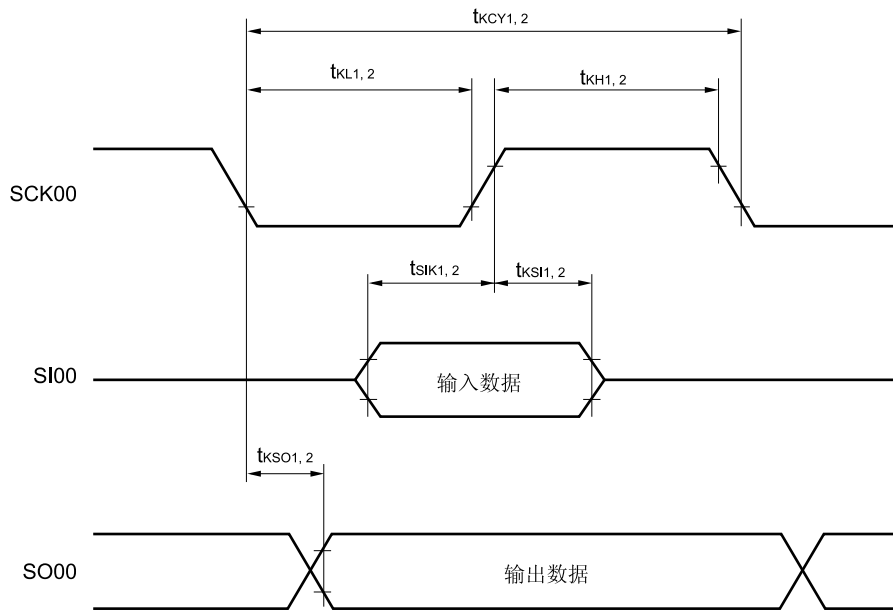 tKCY1, 2
tKL1, 2
tKH1, 2
SCK00
tSIK1, 2
tKSI1, 2
SI00
输入数据
tKSO1, 2
SO00
输出数据